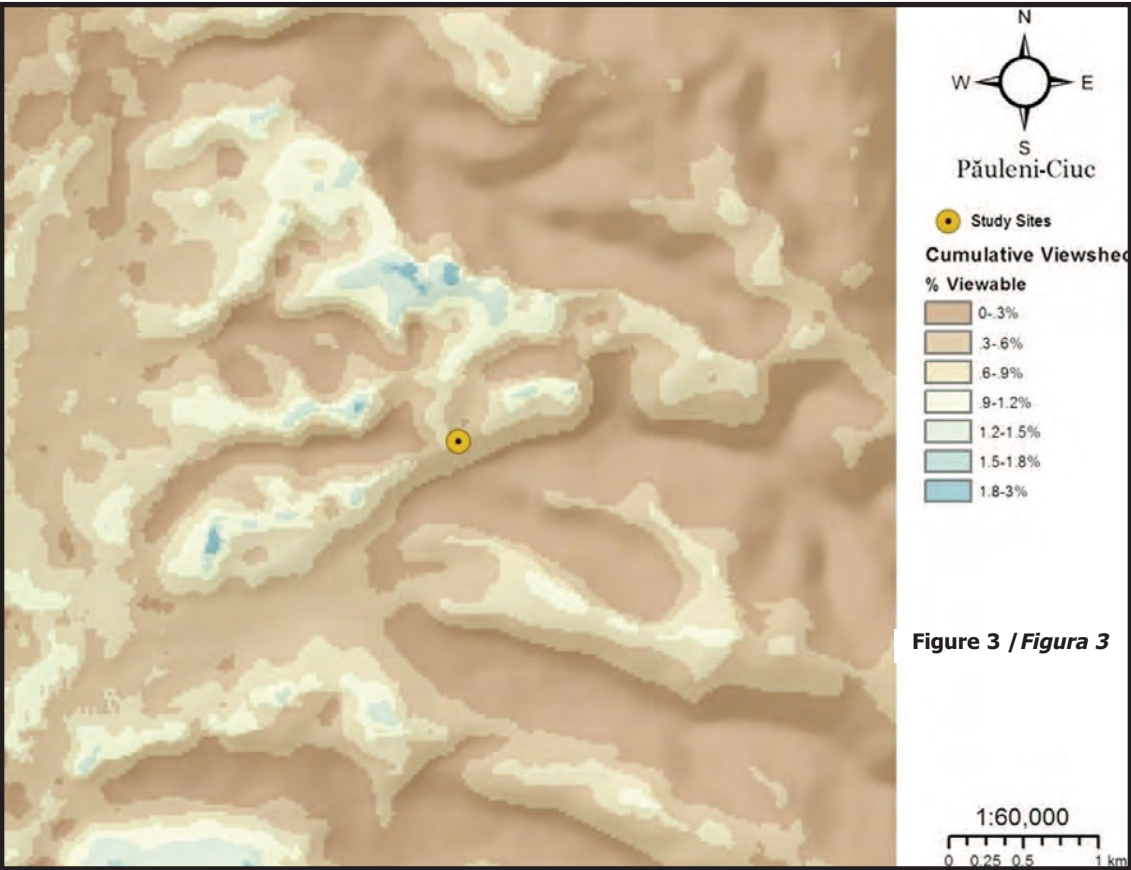 N
W E
S
Păuleni-Ciuc
Study Sites
Cumulative Viewshed
% Viewable
0-.3%
.3-.6%
.6-.9%
.9-1.2%
1.2-1.5%
1.5-1.8%
1.8-3%
Figure 3 / Figura 3
1:60,000
0 0.25 0.5 1 km